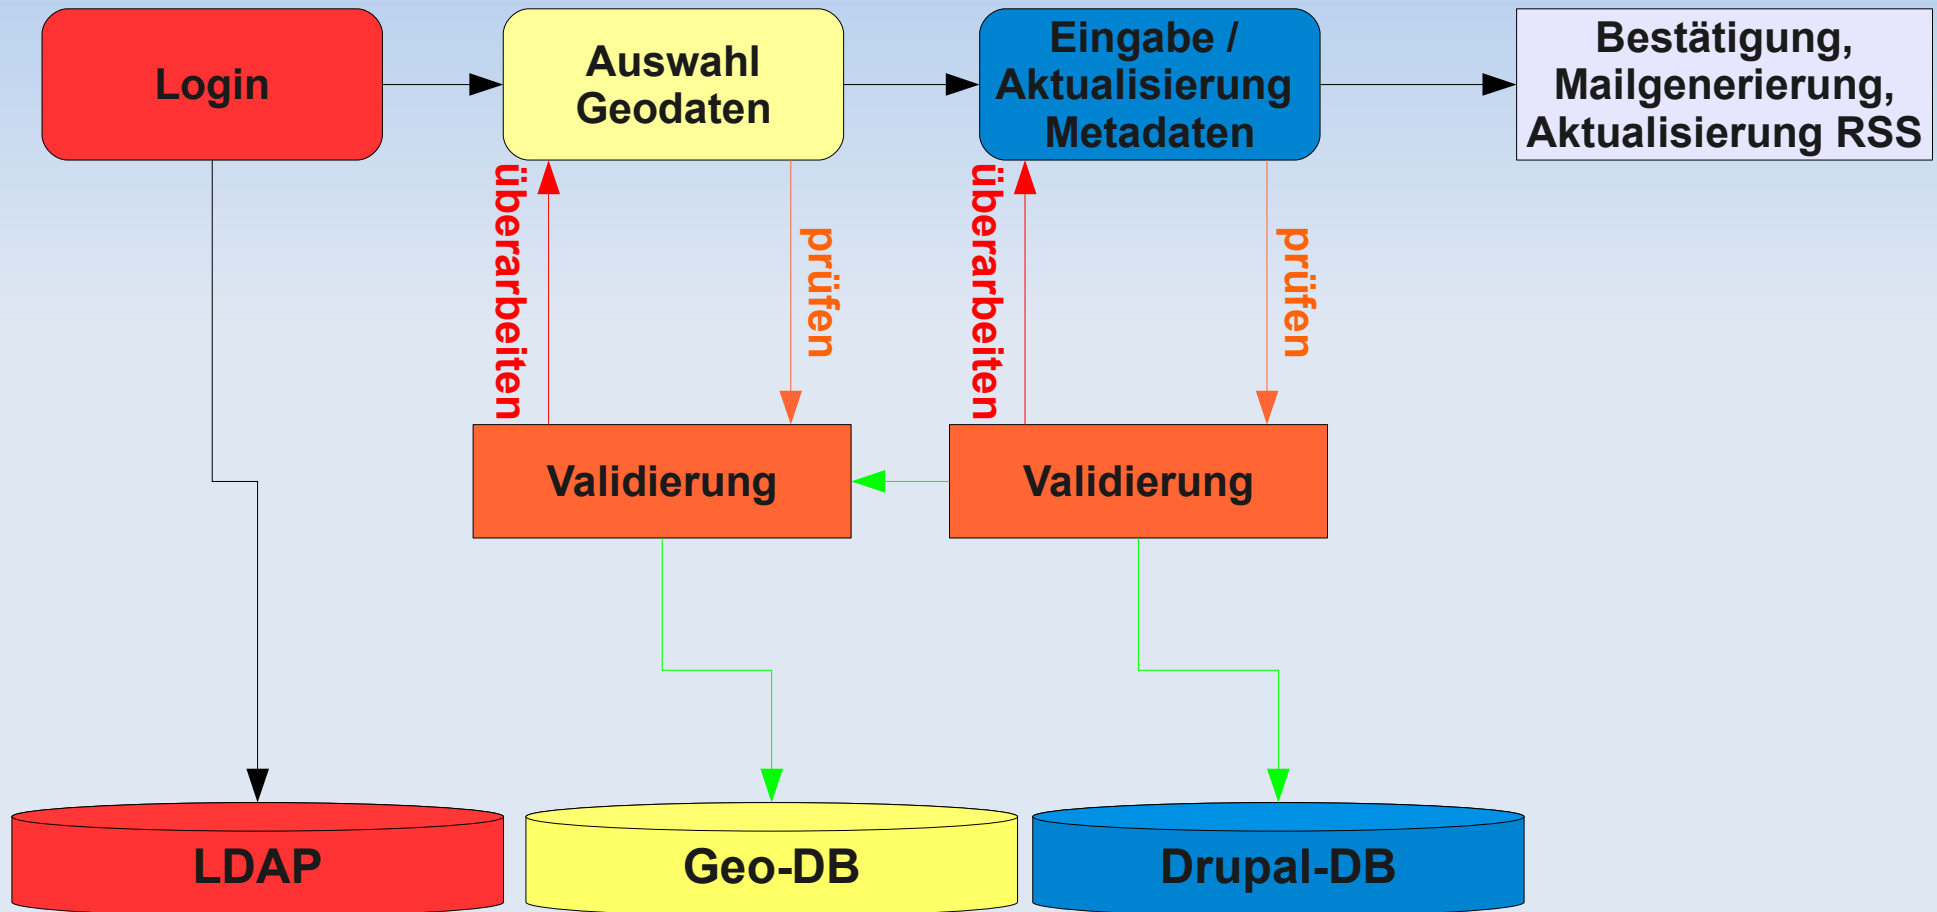 Login
Auswahl
Geodaten
Eingabe /
Aktualisierung
Metadaten
Bestätigung,
Mailgenerierung,
Aktualisierung RSS
überarbeiten
prüfen
überarbeiten
prüfen
Validierung
Validierung
LDAP
Geo-DB
Drupal-DB